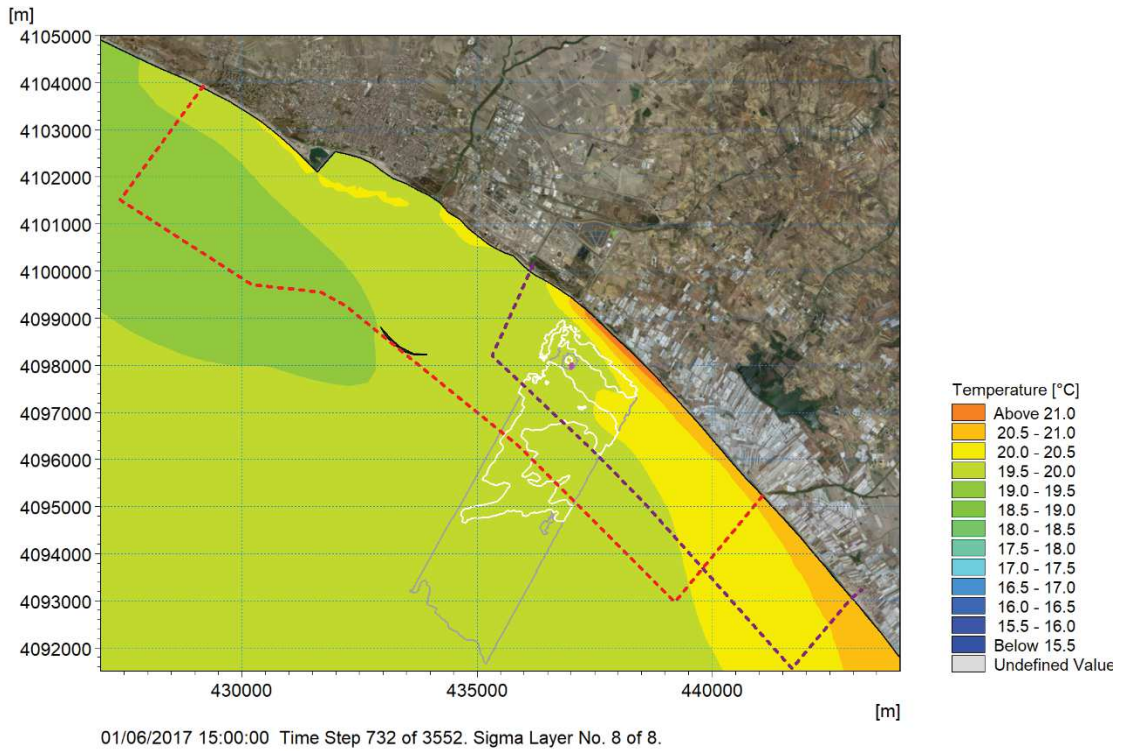 [m]
4105000
4104000
4103000
4102000
4101000
4100000
4099000
4098000
4097000
4096000
4095000
4094000
4093000
4092000
430000
435000
440000
[m]
Temperature [°C]
Above 21.0
20.5 - 21.0
20.0 - 20.5
19.5 - 20.0
19.0 - 19.5
18.5 - 19.0
18.0 - 18.5
17.5 - 18.0
17.0 - 17.5
16.5 - 17.0
16.0 - 16.5
15.5 - 16.0
Below 15.5
Undefined Value
01/06/2017 15:00:00 Time Step 732 of 3552. Sigma Layer No. 8 of 8.